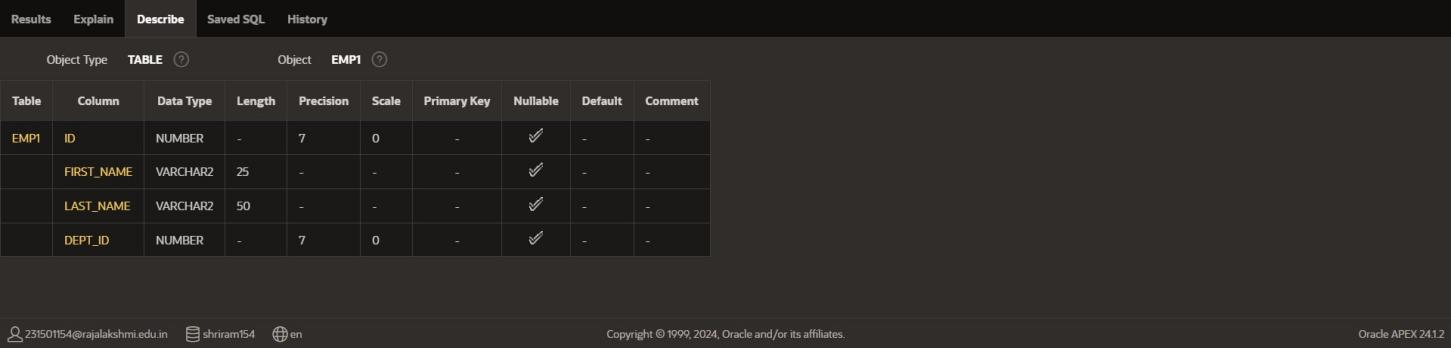 Results Explain Describe Saved SQL History
Object Type TABLE ? Object EMP1 ?
Table Column Data Type Length Precision Scale Primary Key Nullable Default Comment
EMP1 ID NUMBER - 7 0 - - -
FIRST_NAME VARCHAR2 25 - - - - -
LAST_NAME VARCHAR2 50 - - - - -
DEPT_ID NUMBER - 7 0 - - -
231501154@rajalakshmi.edu.in shriram154 en Copyright © 1999, 2024, Oracle and/or its affiliates. Oracle APEX 24.1.2